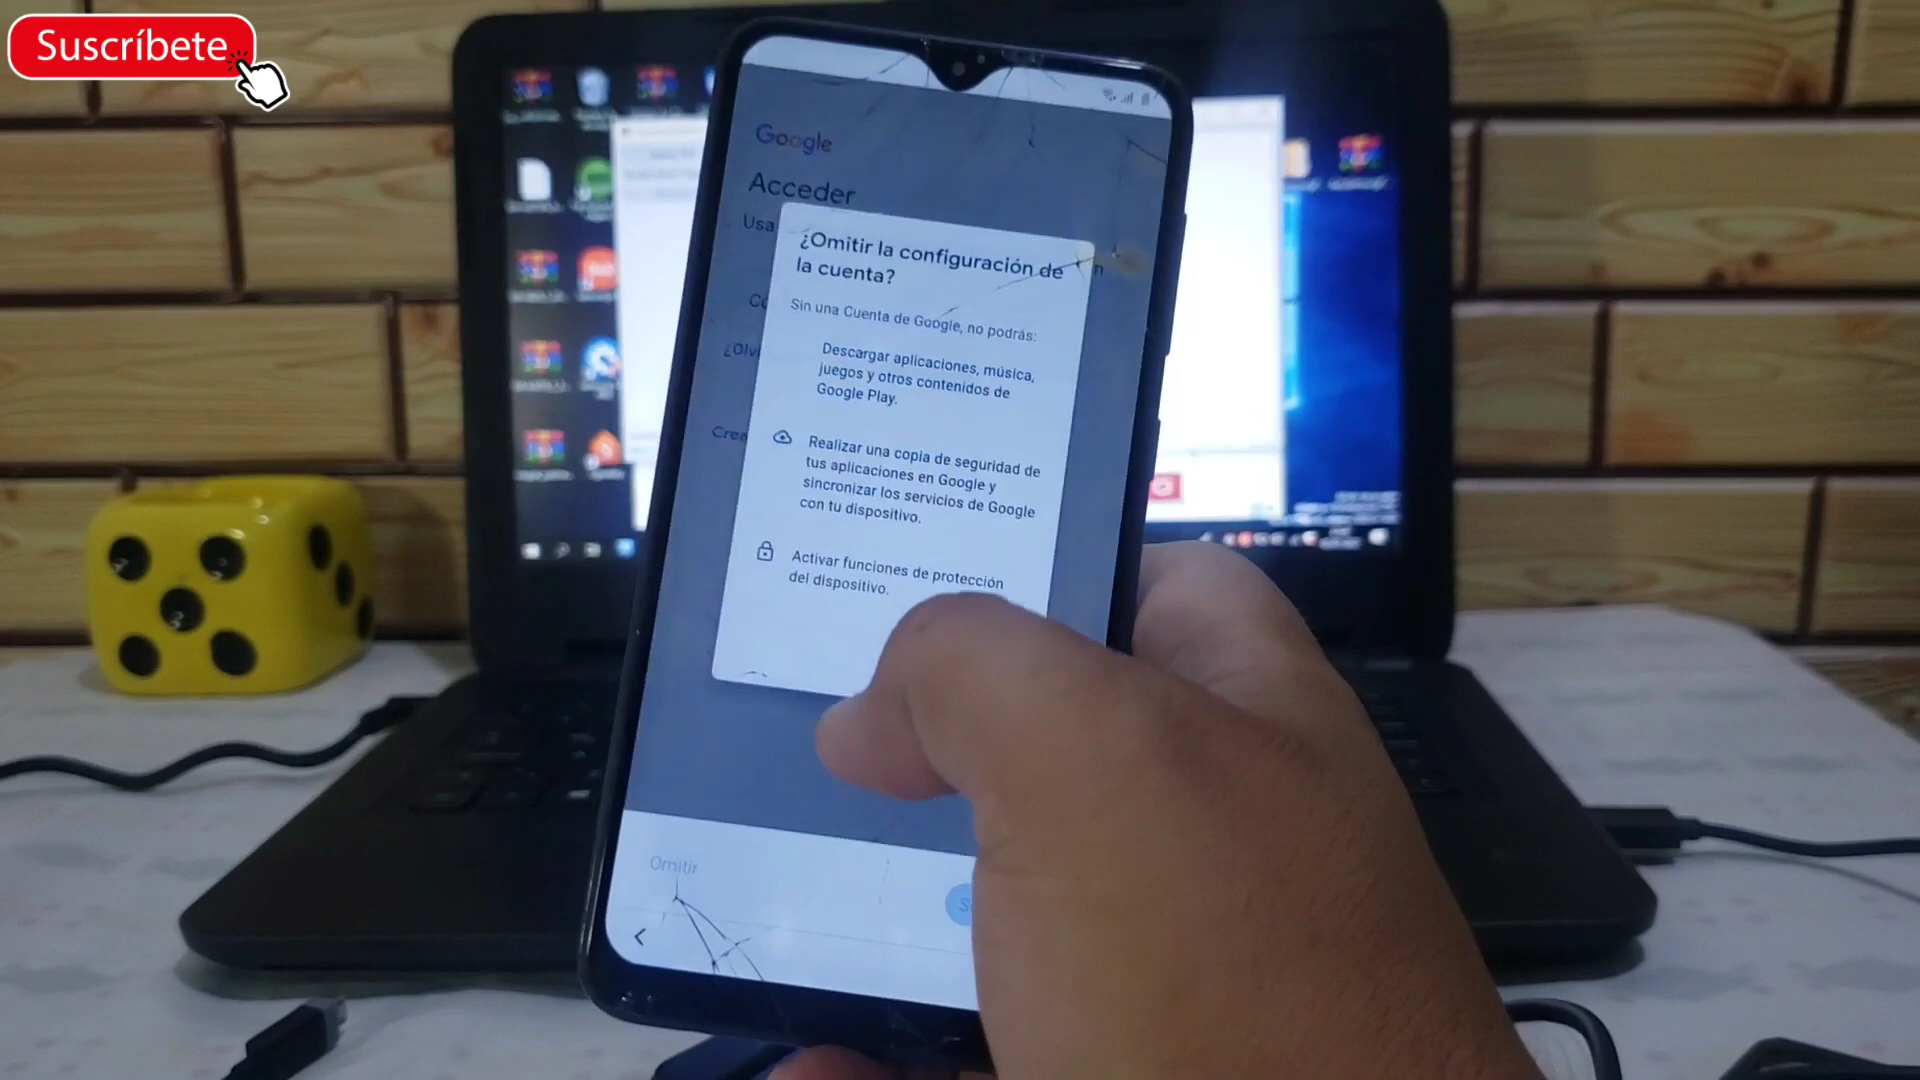 Suscríbete
Google
Acceder
Usa
¿Omitir la configuración de
la cuenta?
Sin una Cuenta de Google, no podrás:
Descargar aplicaciones, música,
juegos y otros contenidos de
Google Play.
Realizar una copia de seguridad de
tus aplicaciones en Google y
sincronizar los servicios de Google
con tu dispositivo.
Activar funciones de protección
del dispositivo.
Omitir